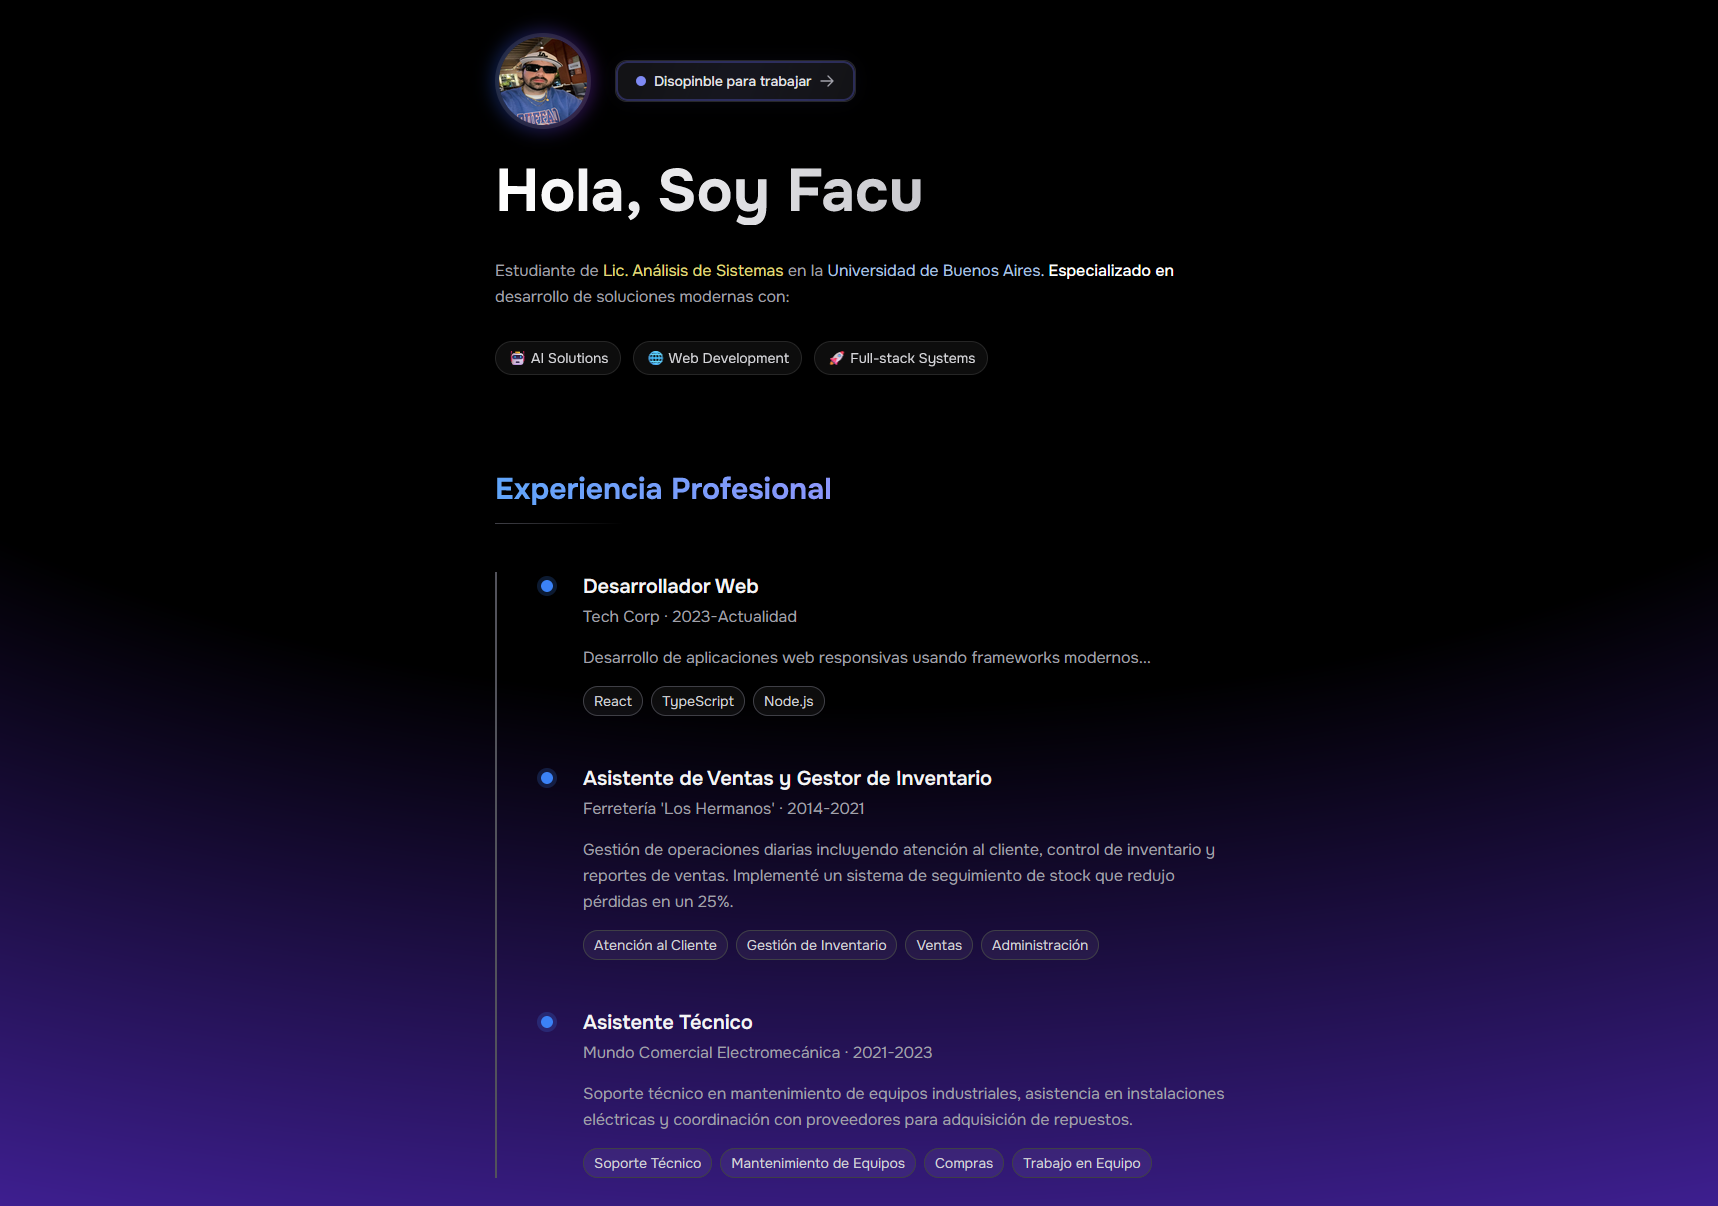 Disopinble para trabajar →
Hola, Soy Facu
Estudiante de Lic. Análisis de Sistemas en la Universidad de Buenos Aires. Especializado en
desarrollo de soluciones modernas con:
AI Solutions
Web Development
Full-stack Systems
Experiencia Profesional
Desarrollador Web
Tech Corp · 2023-Actualidad
Desarrollo de aplicaciones web responsivas usando frameworks modernos...
React TypeScript Node.js
Asistente de Ventas y Gestor de Inventario
Ferretería 'Los Hermanos' · 2014-2021
Gestión de operaciones diarias incluyendo atención al cliente, control de inventario y
reportes de ventas. Implementé un sistema de seguimiento de stock que redujo
pérdidas en un 25%.
Atención al Cliente Gestión de Inventario Ventas Administración
Asistente Técnico
Mundo Comercial Electromecánica · 2021-2023
Soporte técnico en mantenimiento de equipos industriales, asistencia en instalaciones
eléctricas y coordinación con proveedores para adquisición de repuestos.
Soporte Técnico Mantenimiento de Equipos Compras Trabajo en Equipo